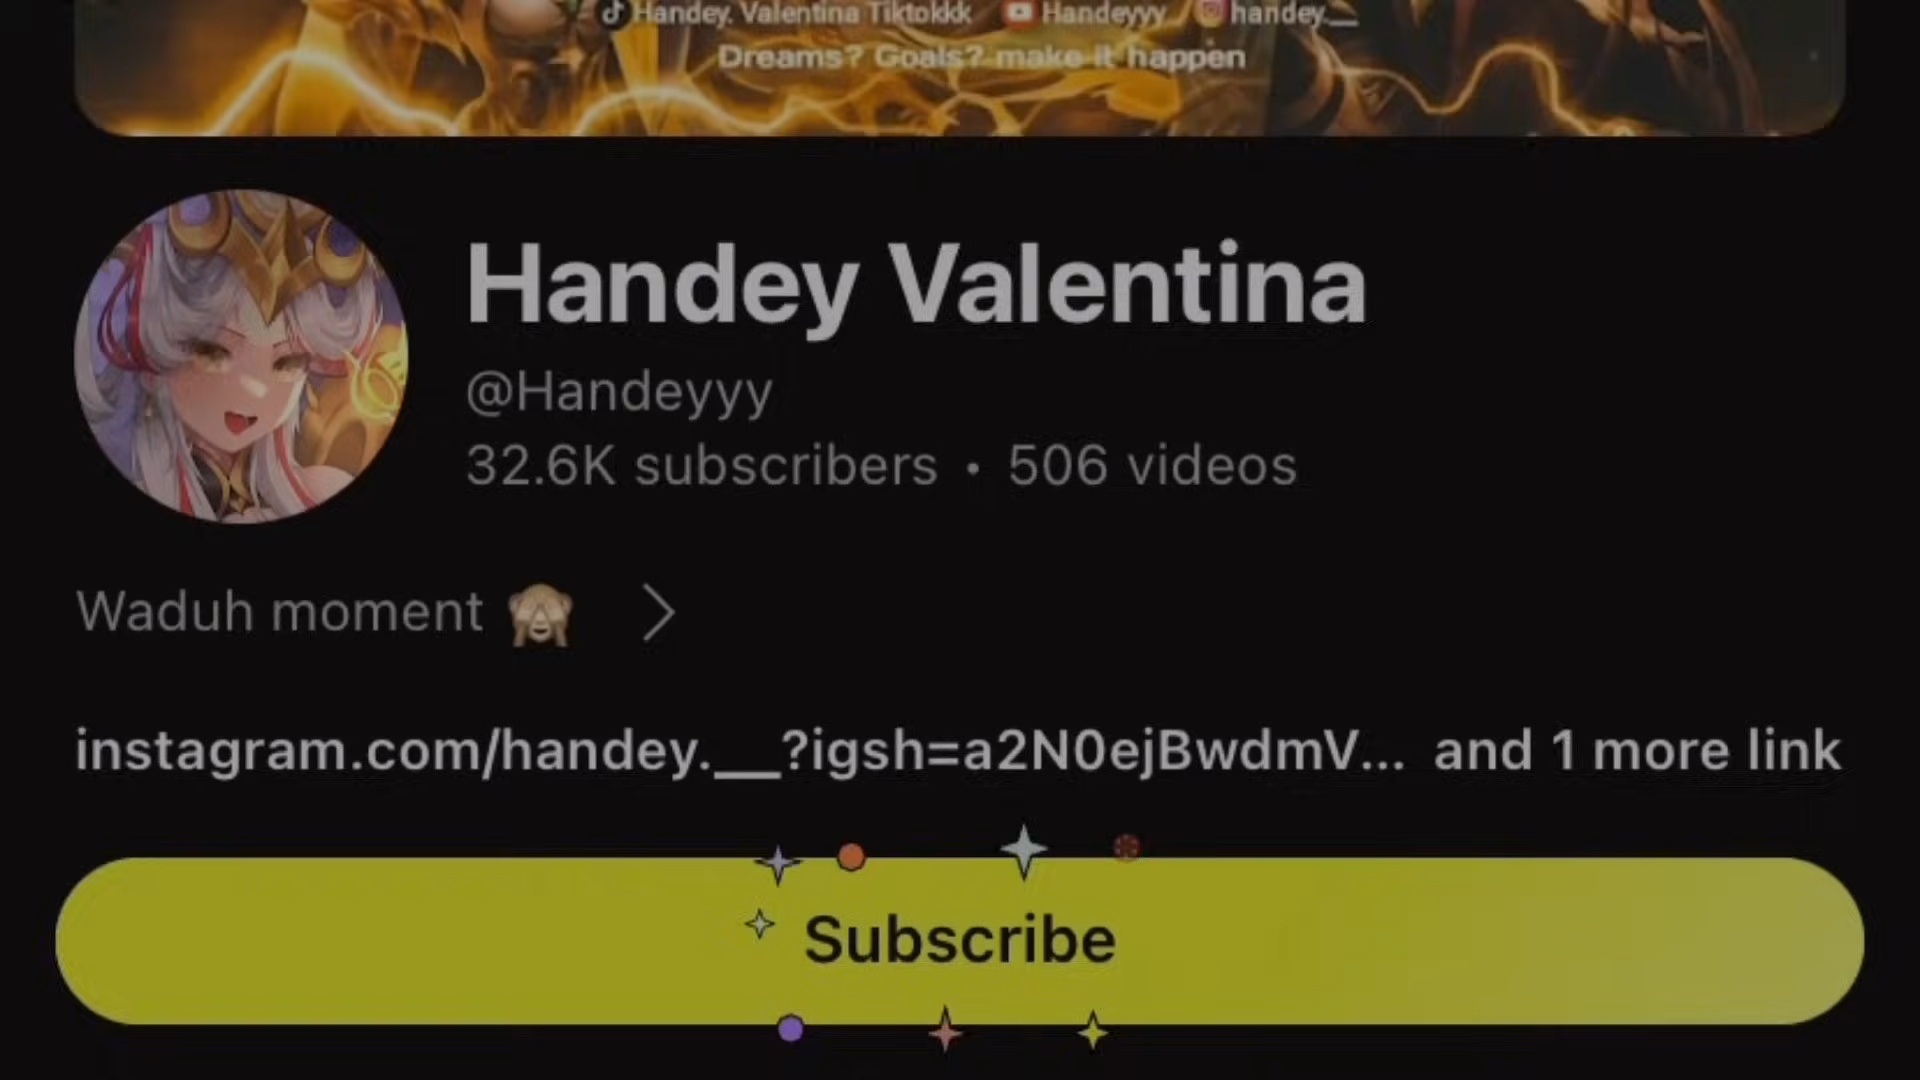 Handey. Valentina Tiktokkk Handeyyy handey.__
Dreams? Goals? make it happen
Handey Valentina
@Handeyyy
32.6K subscribers • 506 videos
Waduh moment 🙈 >
instagram.com/handey.__?igsh=a2N0ejBwdmV... and 1 more link
Subscribe